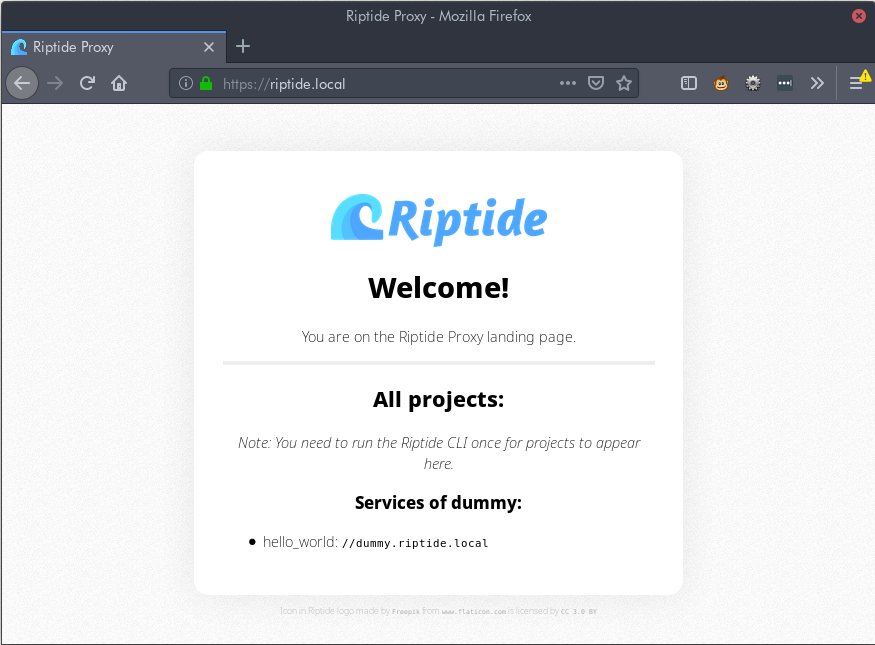 Riptide Proxy - Mozilla Firefox
Riptide Proxy
https://riptide.local
Riptide
Welcome!
You are on the Riptide Proxy landing page.
All projects:
Note: You need to run the Riptide CLI once for projects to appear
here.
Services of dummy:
hello_world: //dummy.riptide.local
Icon in Riptide logo made by Freepik from www.flaticon.com is licensed by CC 3.0 BY